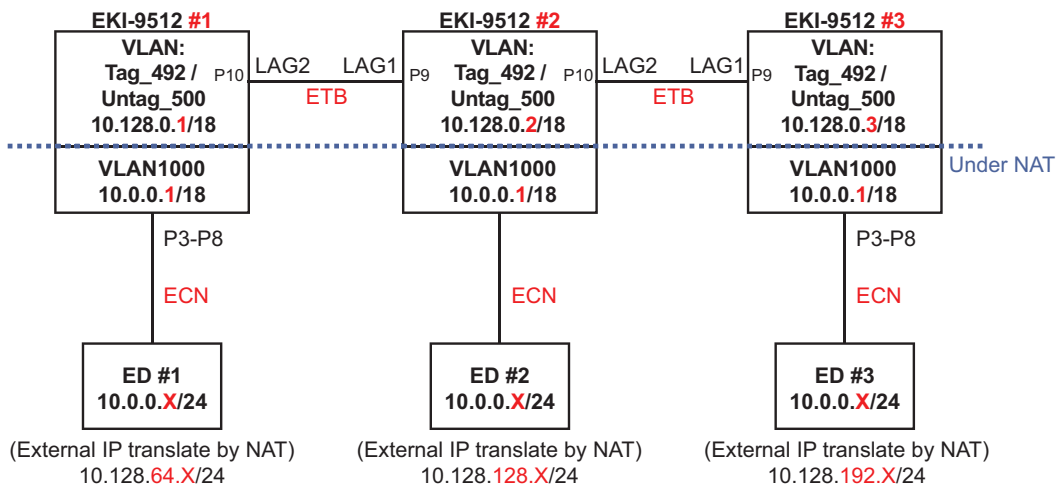 EKI-9512 #1
EKI-9512 #2
EKI-9512 #3
VLAN:
Tag_492 /
Untag_500
10.128.0.1/18
P10
LAG2
LAG1
ETB
P9
VLAN:
Tag_492 /
Untag_500
10.128.0.2/18
P10
LAG2
LAG1
ETB
P9
VLAN:
Tag_492 /
Untag_500
10.128.0.3/18
Under NAT
VLAN1000
10.0.0.1/18
VLAN1000
10.0.0.1/18
VLAN1000
10.0.0.1/18
P3-P8
P3-P8
ECN
ECN
ECN
ED #1
10.0.0.X/24
ED #2
10.0.0.X/24
ED #3
10.0.0.X/24
(External IP translate by NAT)
10.128.64.X/24
(External IP translate by NAT)
10.128.128.X/24
(External IP translate by NAT)
10.128.192.X/24